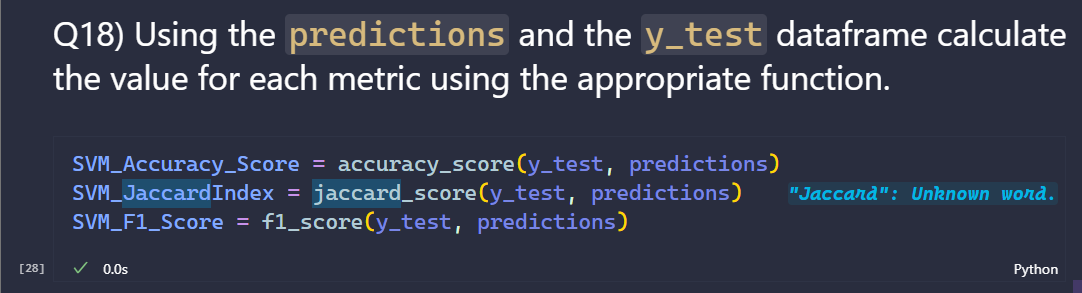 Q18) Using the predictions and the y_test dataframe calculate
the value for each metric using the appropriate function.
SVM_Accuracy_Score = accuracy_score(y_test, predictions)
SVM_JaccardIndex = jaccard_score(y_test, predictions) "Jaccard": Unknown word.
SVM_F1_Score = f1_score(y_test, predictions)
[28] ✓ 0.0s Python